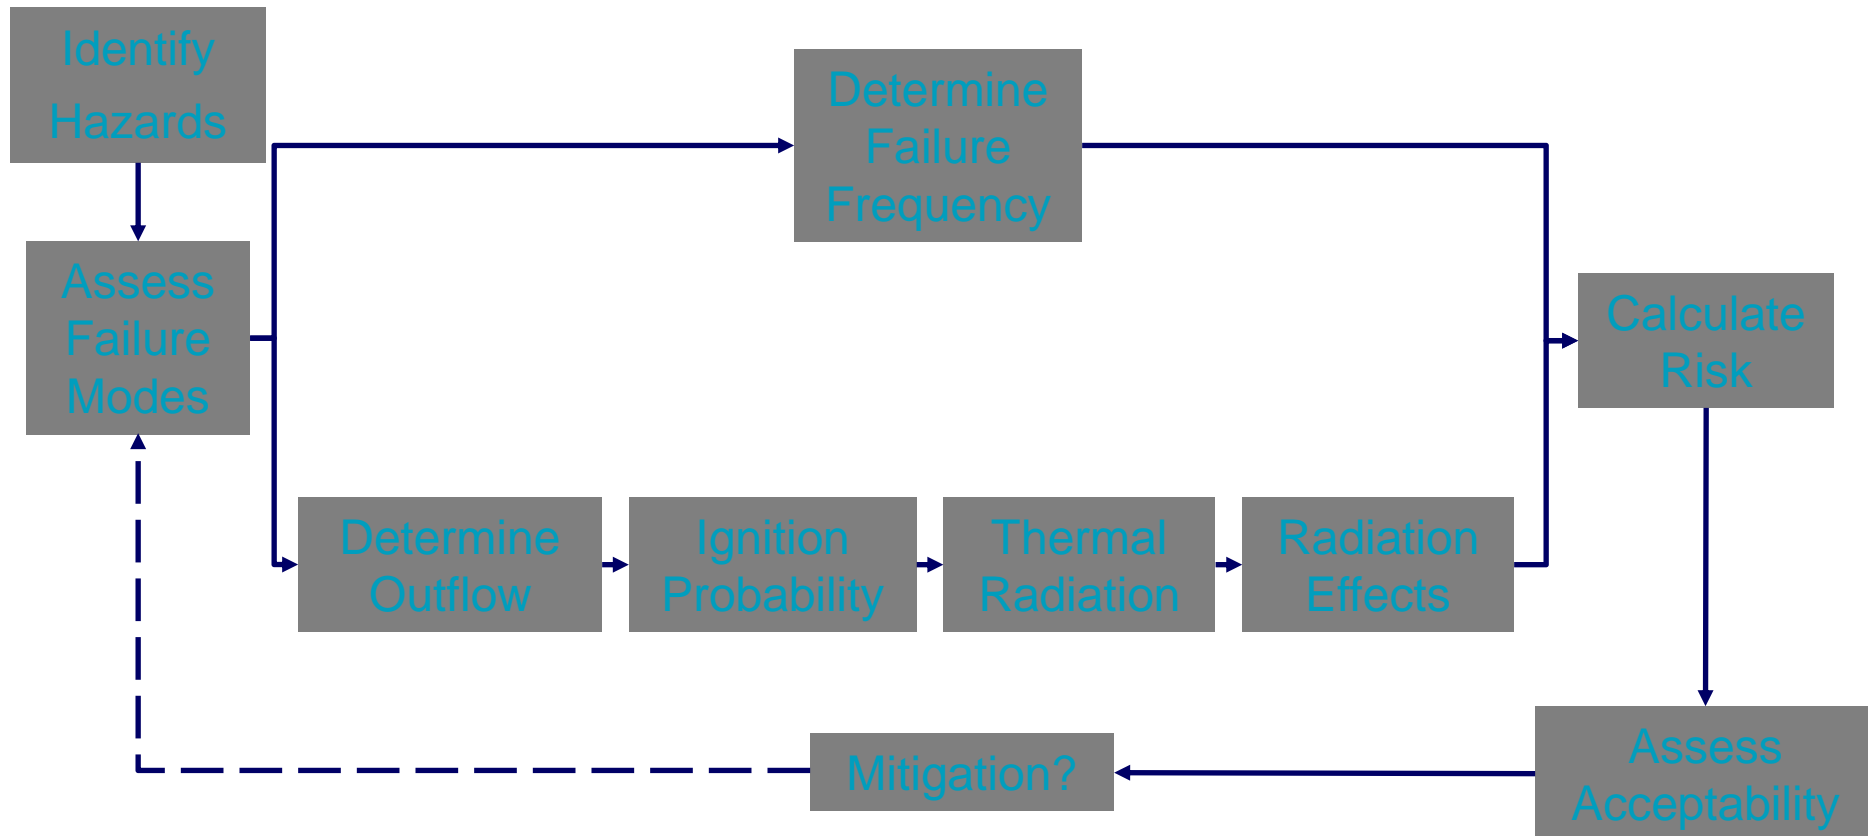 Identify
Hazards
Determine
Failure
Frequency
Assess
Failure
Modes
Calculate
Risk
Determine
Outflow
Ignition
Probability
Thermal
Radiation
Radiation
Effects
Mitigation?
Assess
Acceptability